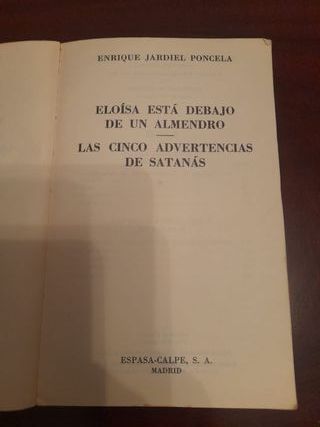 ENRIQUE JARDIEL PONCELA
ELOÍSA ESTÁ DEBAJO
DE UN ALMENDRO
LAS CINCO ADVERTENCIAS
DE SATANÁS
ESPASA-CALPE, S. A.
MADRID